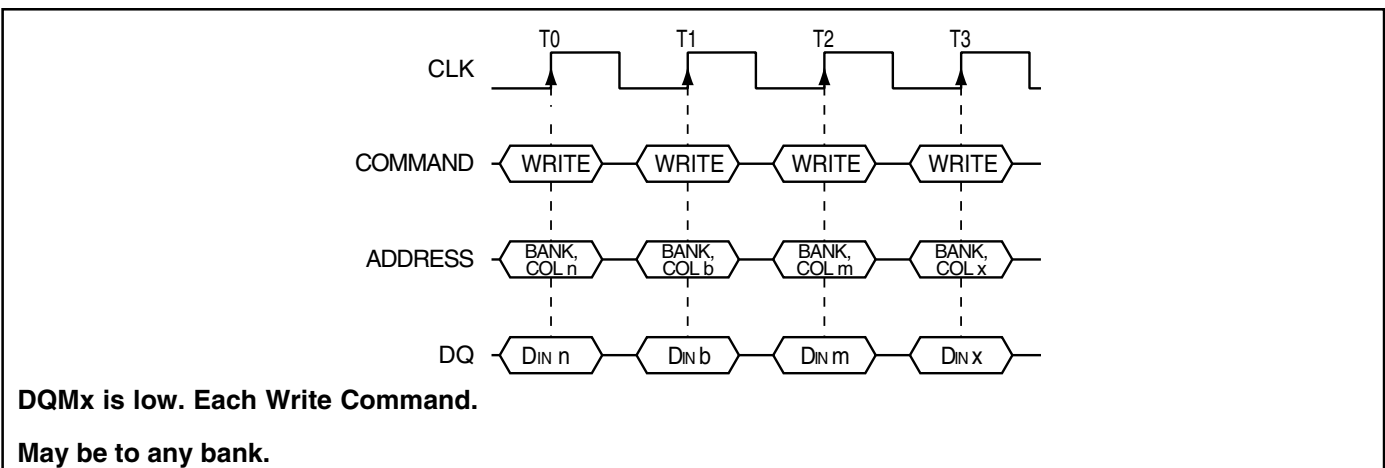 T0 T1 T2 T3
CLK
COMMAND WRITE WRITE WRITE WRITE
ADDRESS BANK, BANK, BANK, BANK,
COL n COL b COL m COL x
DQ DIN n DIN b DIN m DIN x
DQMx is low. Each Write Command.
May be to any bank.